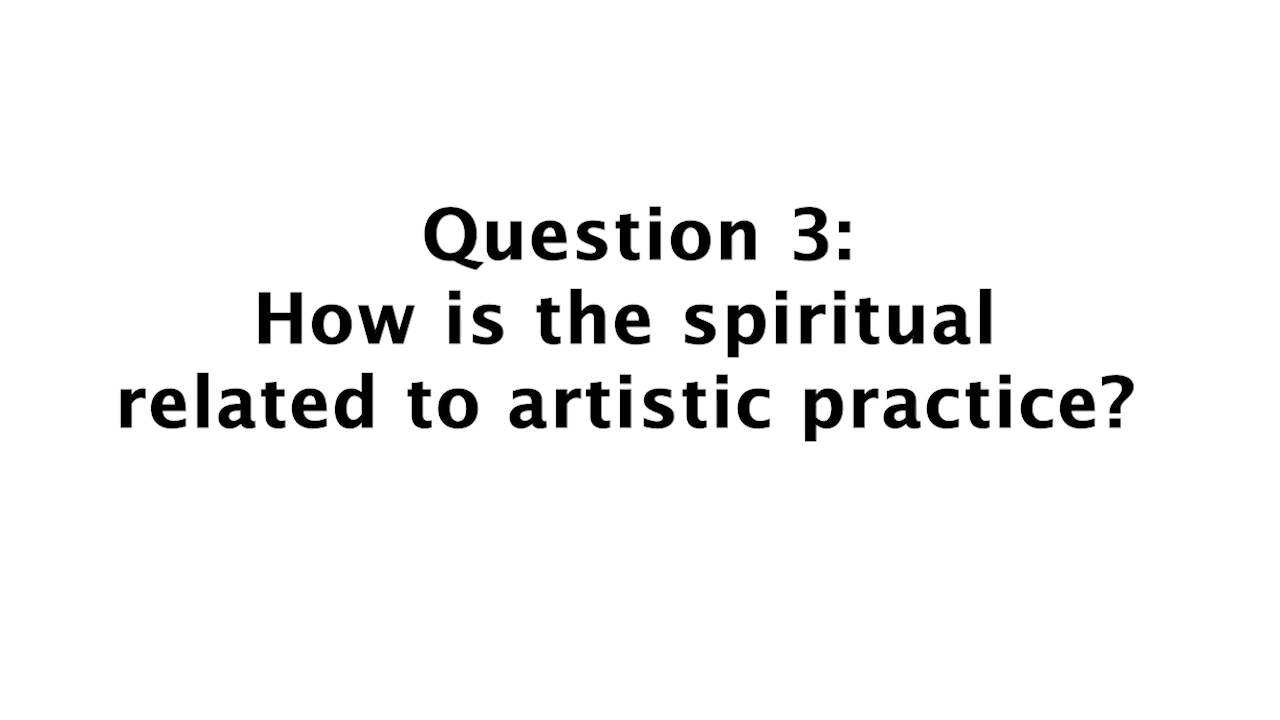 Question 3:
How is the spiritual
related to artistic practice?